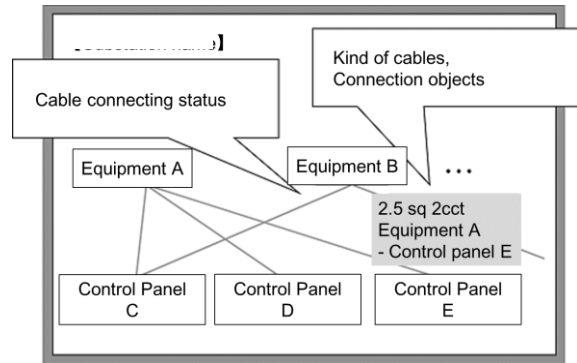 Kind of cables,
Connection objects
Cable connecting status
Equipment A
Equipment B
...
2.5 sq 2cct
Equipment A
- Control panel E
Control Panel
C
Control Panel
D
Control Panel
E